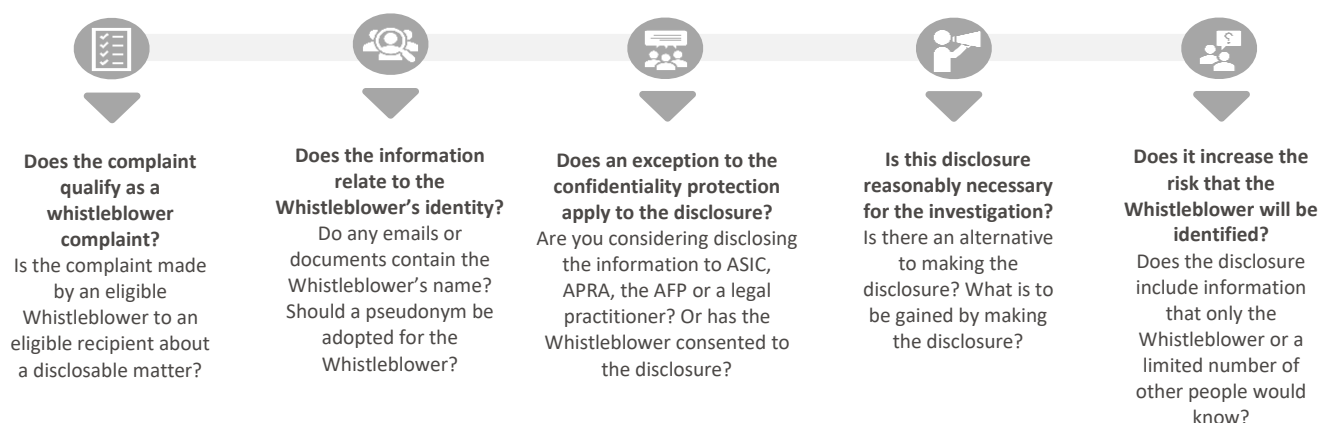 Does the complaint
qualify as a
whistleblower
complaint?
Is the complaint made
by an eligible
Whistleblower to an
eligible recipient about
a disclosable matter?
Does the information
relate to the
Whistleblower’s identity?
Do any emails or
documents contain the
Whistleblower’s name?
Should a pseudonym be
adopted for the
Whistleblower?
Does an exception to the
confidentiality protection
apply to the disclosure?
Are you considering disclosing
the information to ASIC,
APRA, the AFP or a legal
practitioner? Or has the
Whistleblower consented to
the disclosure?
Is this disclosure
reasonably necessary
for the investigation?
Is there an alternative
to making the
disclosure? What is to
be gained by making
the disclosure?
Does it increase the
risk that the
Whistleblower will be
identified?
Does the disclosure
include information
that only the
Whistleblower or a
limited number of
other people would
know?